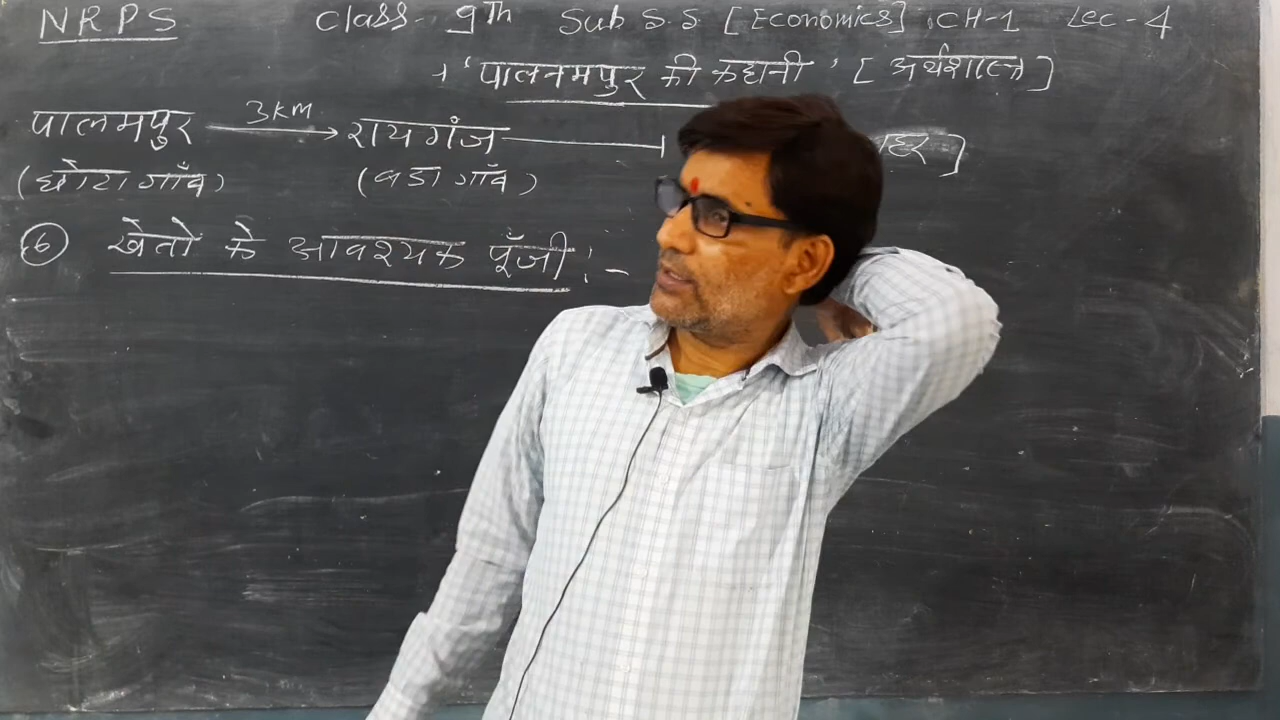 NRPS Class- 9th Sub S.S [Economics] CH-1 Lec-4
'पालनमपुर की कहानी' [अर्थशास्त्र]
पालमपुर 3km रायगंज हर]
(छोटा गाँव) (बडा गाँव)
6 खेतों के आवश्यक पूँजी :-